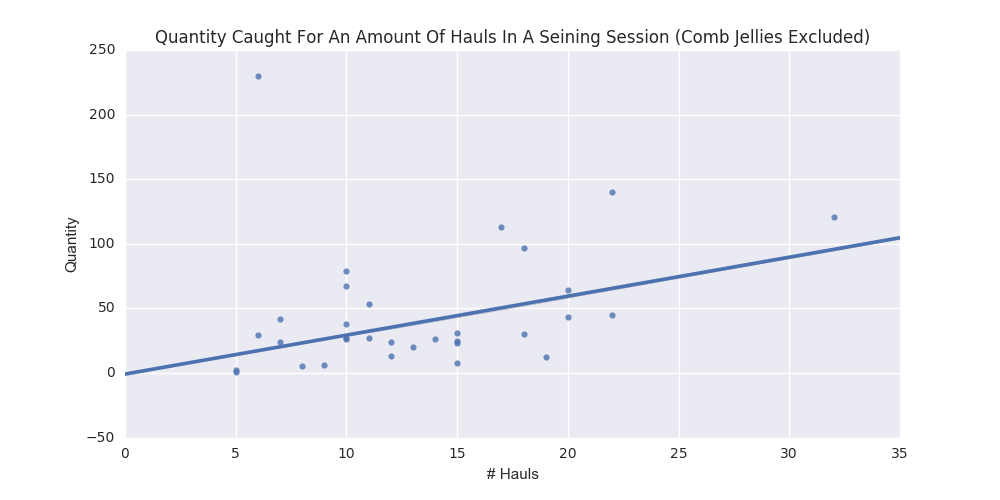 Quantity Caught For An Amount Of Hauls In A Seining Session (Comb Jellies Excluded)
250
200
150
100
50
0
−50
Quantity
0 5 10 15 20 25 30 35
# Hauls